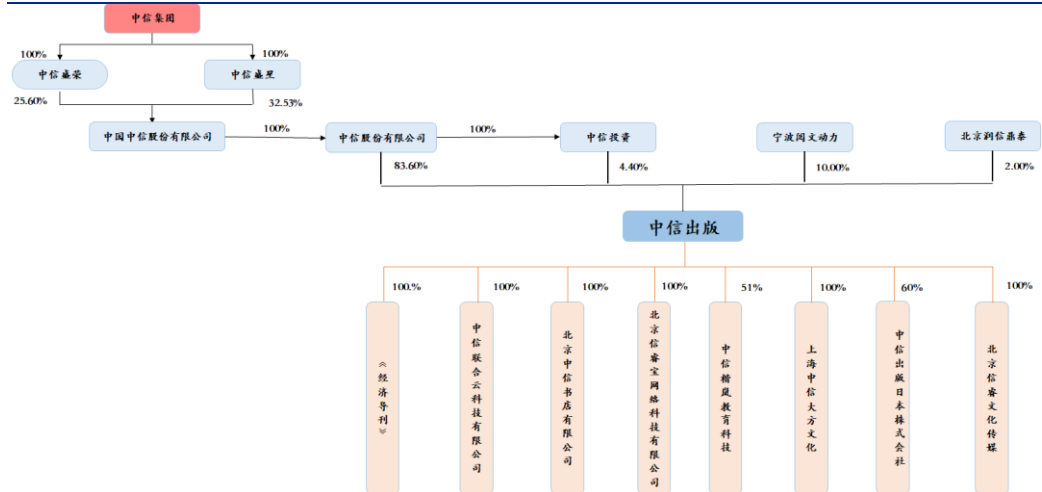 中信集团
100%
100%
中信盛荣
中信盛星
25.60%
32.53%
中国中信股份有限公司
100%
中信股份有限公司
100%
中信投资
宁波阅文动力
北京润信鼎泰
83.60%
4.40%
10.00%
2.00%
中信出版
100.%
100%
100%
100%
51%
100%
60%
100%
《经济导刊》
中信联合云科技有限公司
北京中信书店有限公司
北京信睿宝网络科技有限公司
中信楷岚教育科技
上海中信大方文化
中信出版日本株式会社
北京信睿文化传媒